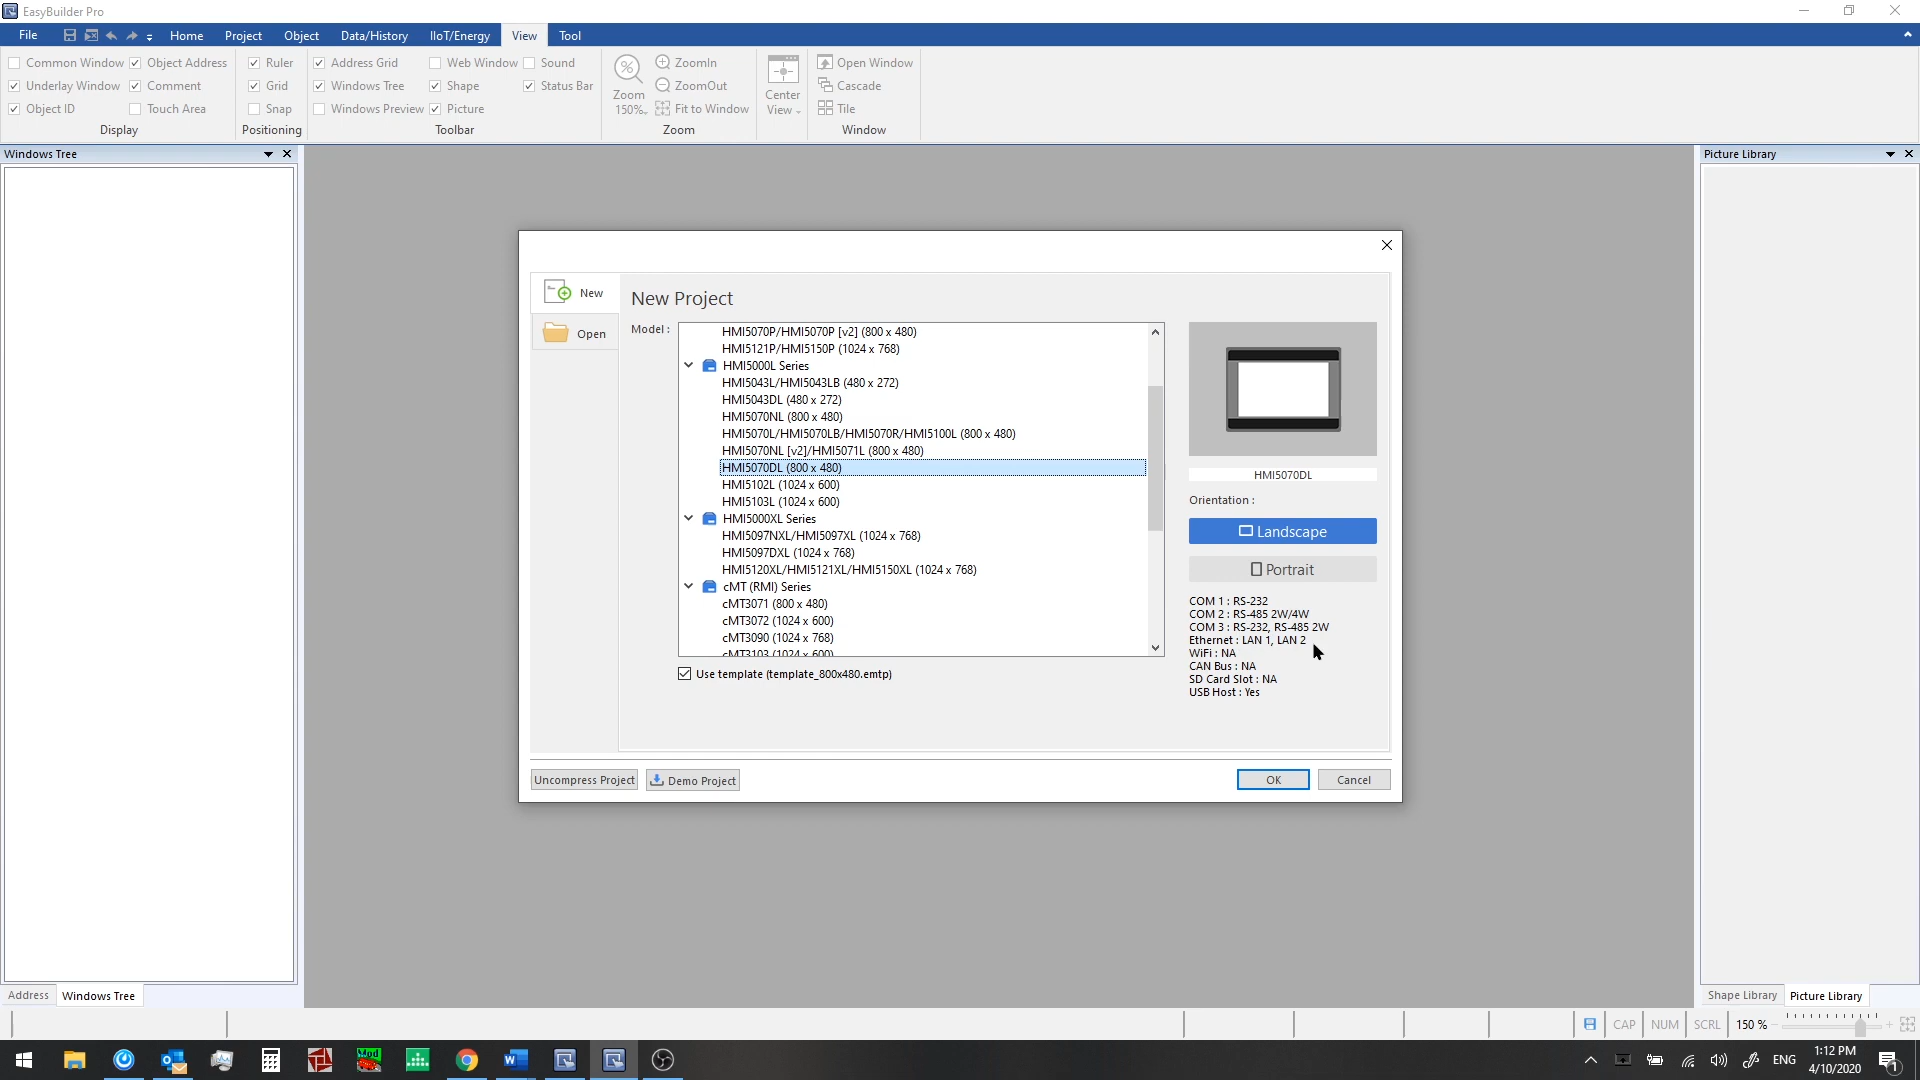 EasyBuilder Pro
File Home Project Object Data/History IIoT/Energy View Tool
Common Window Object Address Ruler Address Grid Web Window Sound ZoomIn Open Window
Underlay Window Comment Grid Windows Tree Shape Status Bar Zoom Center ZoomOut Cascade
Object ID Touch Area Snap Windows Preview Picture 150% View Fit to Window Tile
Display Positioning Toolbar Zoom Window
Windows Tree
Picture Library
New
Open
New Project
Model :
HMI5070P/HMI5070P [v2] (800 x 480)
HMI5121P/HMI5150P (1024 x 768)
HMI5000L Series
HMI5043L/HMI5043LB (480 x 272)
HMI5043DL (480 x 272)
HMI5070NL (800 x 480)
HMI5070L/HMI5070LB/HMI5070R/HMI5100L (800 x 480)
HMI5070NL [v2]/HMI5071L (800 x 480)
HMI5070DL (800 x 480)
HMI5102L (1024 x 600)
HMI5103L (1024 x 600)
HMI5000XL Series
HMI5097NXL/HMI5097XL (1024 x 768)
HMI5097DXL (1024 x 768)
HMI5120XL/HMI5121XL/HMI5150XL (1024 x 768)
cMT (RMI) Series
cMT3071 (800 x 480)
cMT3072 (1024 x 600)
cMT3090 (1024 x 768)
cMT3103 (1024 x 600)
Use template (template_800x480.emtp)
HMI5070DL
Orientation :
Landscape
Portrait
COM 1 : RS-232
COM 2 : RS-485 2W/4W
COM 3 : RS-232, RS-485 2W
Ethernet : LAN 1, LAN 2
WiFi : NA
CAN Bus : NA
SD Card Slot : NA
USB Host : Yes
Uncompress Project Demo Project OK Cancel
Address Windows Tree
Shape Library Picture Library
CAP NUM SCRL 150 %
ENG
1:12 PM
4/10/2020
1